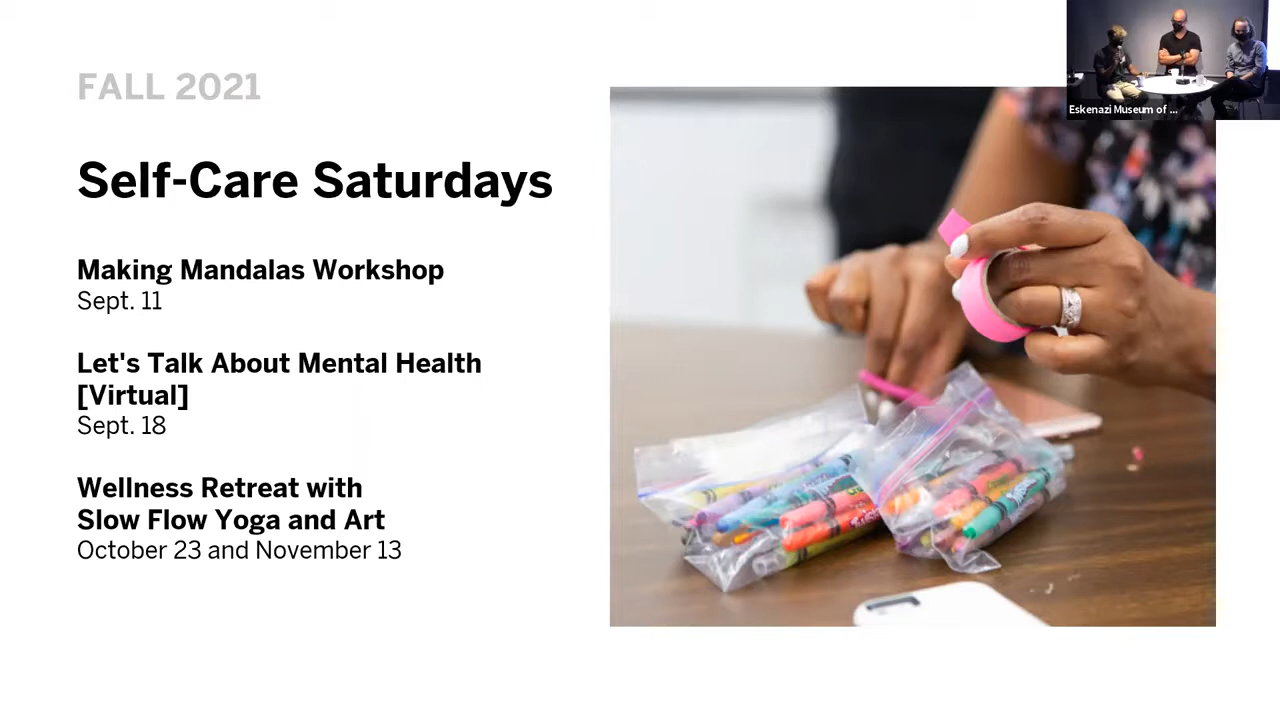 FALL 2021
Self-Care Saturdays
Making Mandalas Workshop
Sept. 11
Let's Talk About Mental Health
[Virtual]
Sept. 18
Wellness Retreat with
Slow Flow Yoga and Art
October 23 and November 13
Eskenazi Museum of ...